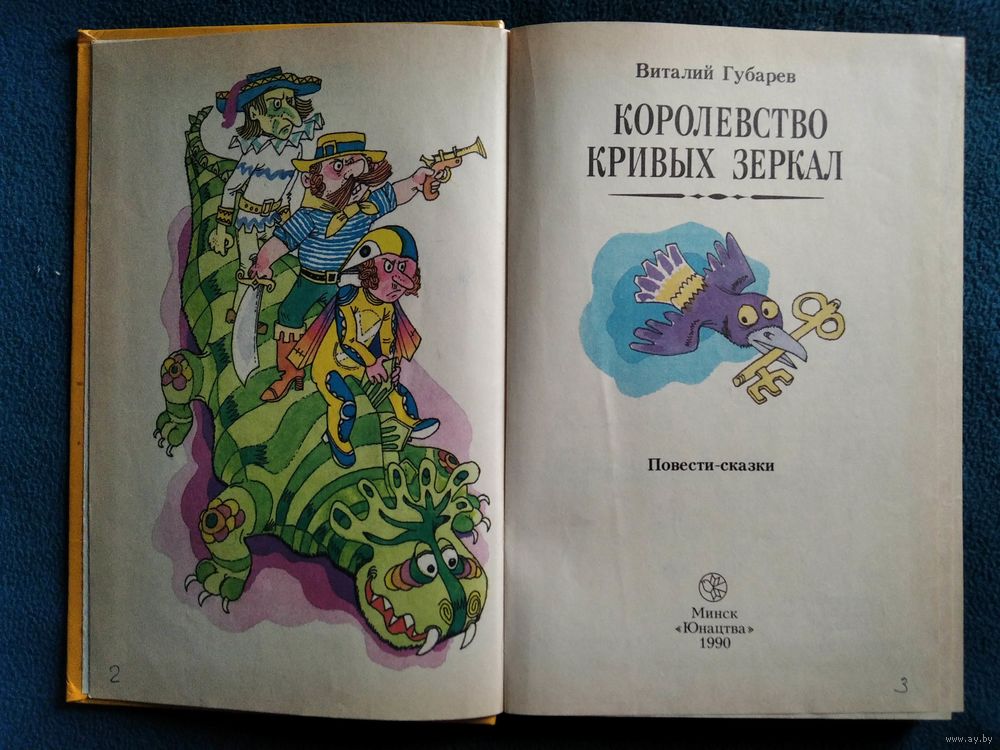 Виталий Губарев
КОРОЛЕВСТВО
КРИВЫХ ЗЕРКАЛ
Повести-сказки
Минск
«Юнацтва»
1990
2
3
www.ay.by